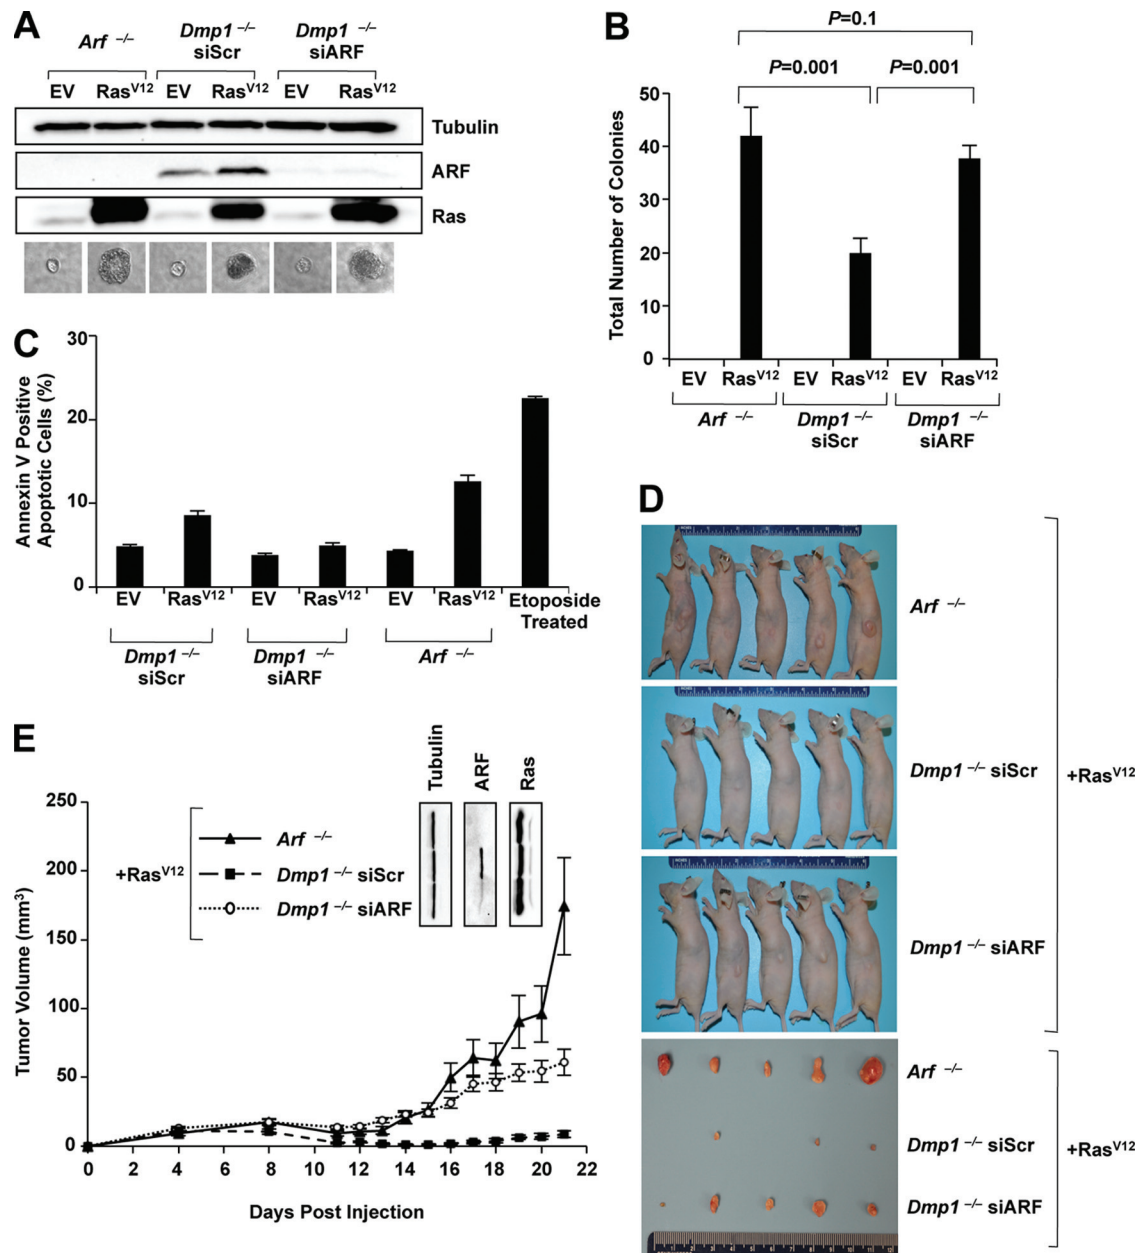 A
Arf –/–
Dmp1 –/–
siScr
Dmp1 –/–
siARF
EV RasV12 EV RasV12 EV RasV12
Tubulin
ARF
Ras
B
P=0.1
P=0.001 P=0.001
Total Number of Colonies
50
40
30
20
10
0
EV RasV12 EV RasV12 EV RasV12
Arf –/–
Dmp1 –/–
siScr
Dmp1 –/–
siARF
C
Annexin V Positive
Apoptotic Cells (%)
30
20
10
0
EV RasV12 EV RasV12 EV RasV12
Etoposide
Treated
Dmp1 –/–
siScr
Dmp1 –/–
siARF
Arf –/–
D
Arf –/–
Dmp1 –/– siScr
Dmp1 –/– siARF
+RasV12
Arf –/–
Dmp1 –/– siScr
Dmp1 –/– siARF
+RasV12
E
Tubulin
ARF
Ras
+RasV12
Arf –/–
Dmp1 –/– siScr
Dmp1 –/– siARF
Tumor Volume (mm3)
250
200
150
100
50
0
0 2 4 6 8 10 12 14 16 18 20 22
Days Post Injection